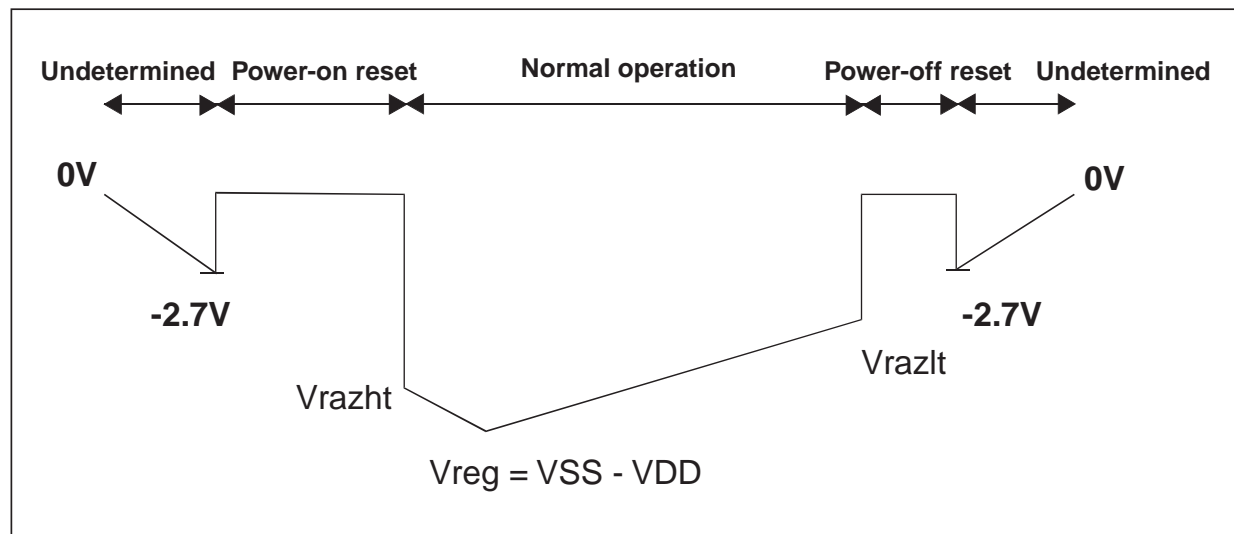 Undetermined Power-on reset Normal operation Power-off reset Undetermined
0V 0V
-2.7V -2.7V
Vrazht Vrazlt
Vreg = VSS - VDD